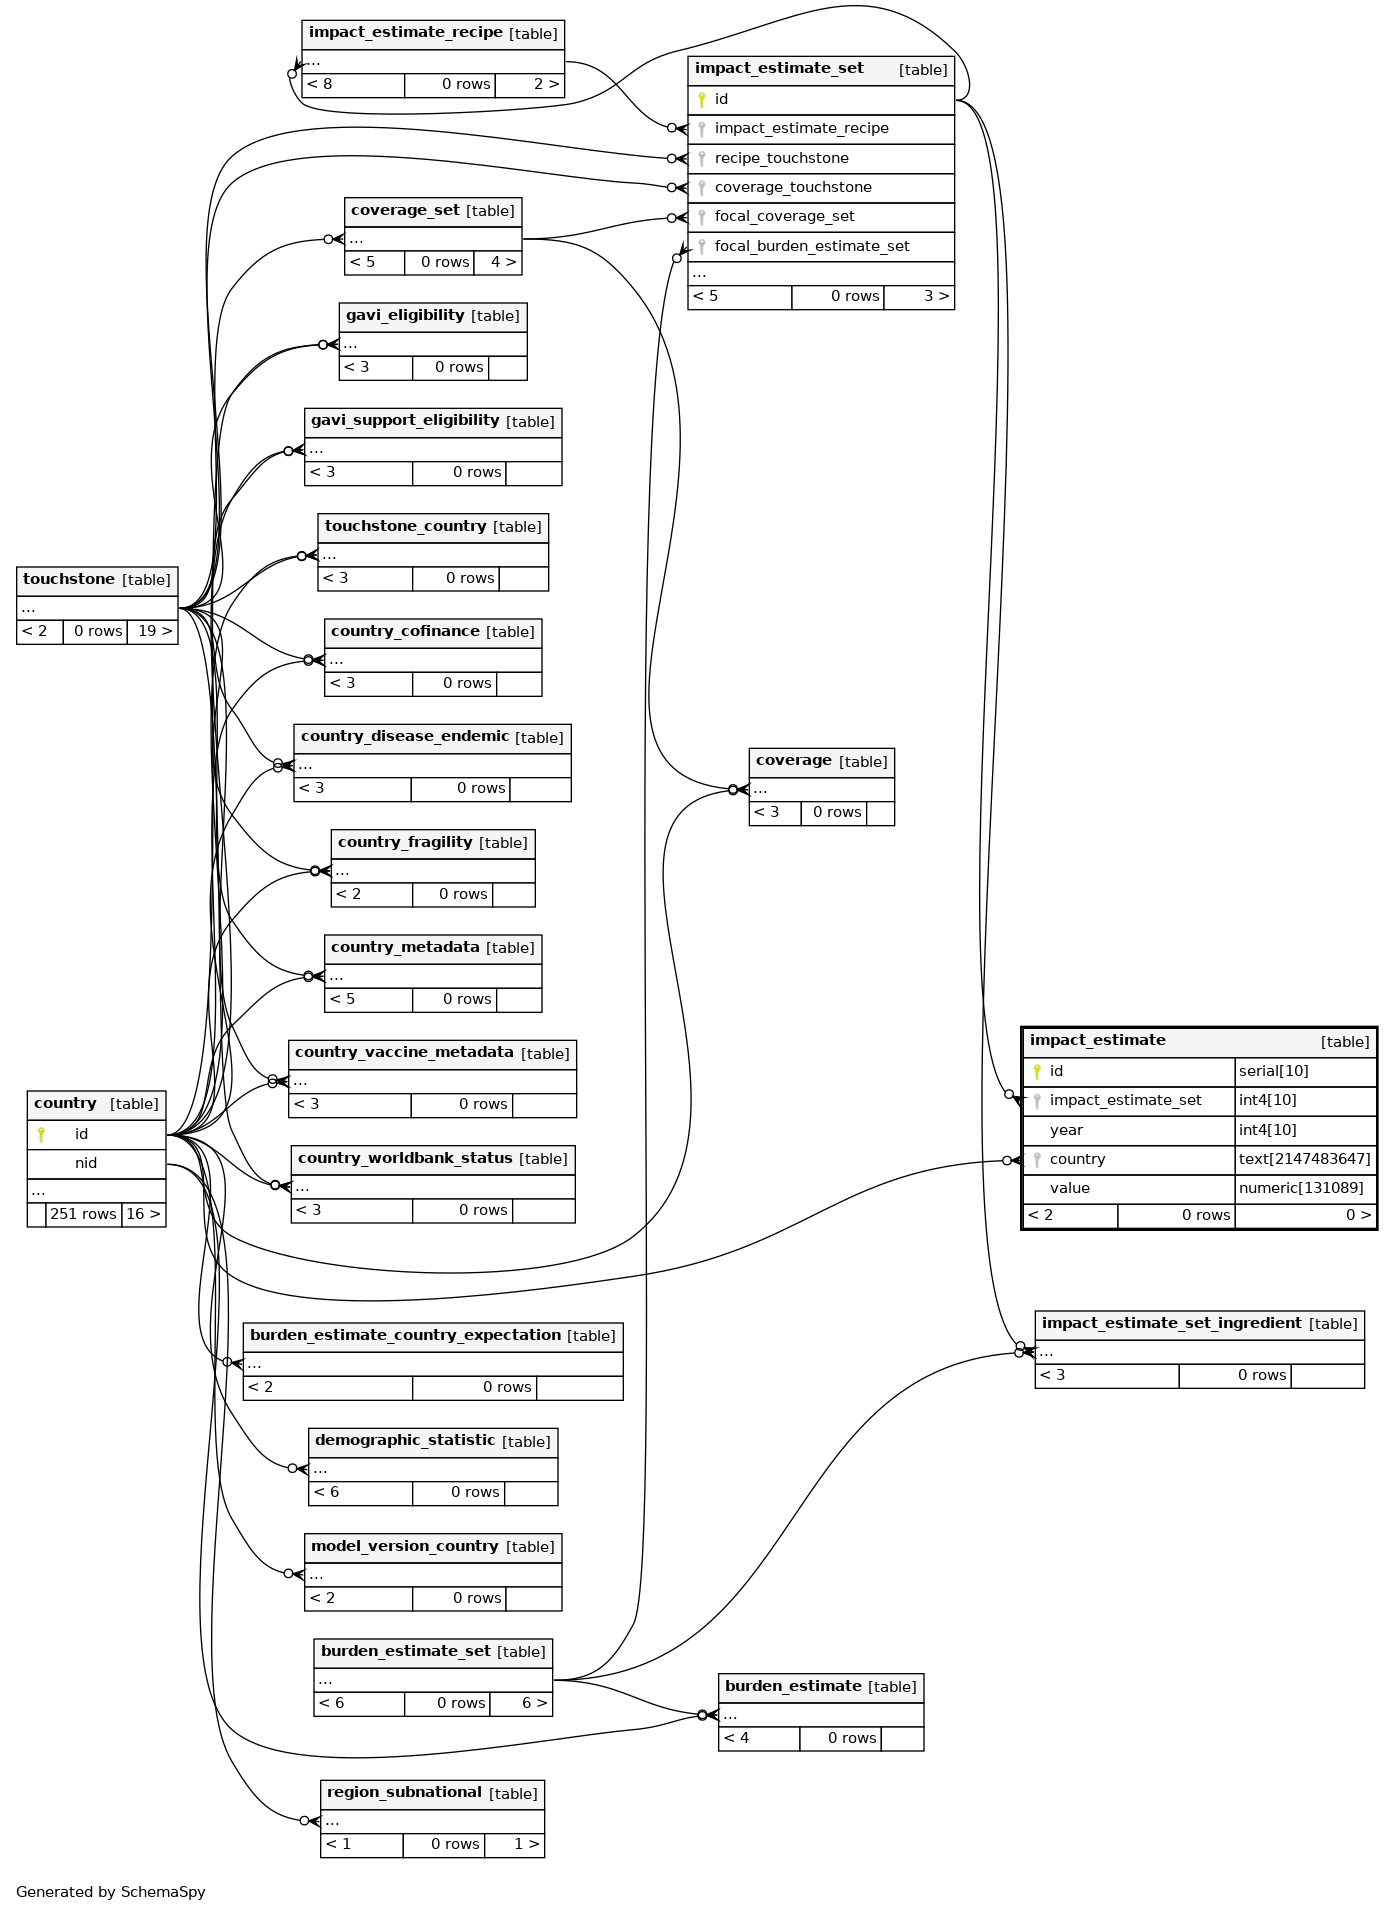 impact_estimate_recipe [table]
...
< 8 0 rows 2 >
impact_estimate_set [table]
id
impact_estimate_recipe
recipe_touchstone
coverage_touchstone
focal_coverage_set
focal_burden_estimate_set
...
< 5 0 rows 3 >
coverage_set [table]
...
< 5 0 rows 4 >
gavi_eligibility [table]
...
< 3 0 rows
gavi_support_eligibility [table]
...
< 3 0 rows
touchstone_country [table]
...
< 3 0 rows
touchstone [table]
...
< 2 0 rows 19 >
country_cofinance [table]
...
< 3 0 rows
country_disease_endemic [table]
...
< 3 0 rows
coverage [table]
...
< 3 0 rows
country_fragility [table]
...
< 2 0 rows
country_metadata [table]
...
< 5 0 rows
country_vaccine_metadata [table]
...
< 3 0 rows
impact_estimate [table]
id serial[10]
impact_estimate_set int4[10]
year int4[10]
country text[2147483647]
value numeric[131089]
< 2 0 rows 0 >
country [table]
id
nid
...
251 rows 16 >
country_worldbank_status [table]
...
< 3 0 rows
burden_estimate_country_expectation [table]
...
< 2 0 rows
impact_estimate_set_ingredient [table]
...
< 3 0 rows
demographic_statistic [table]
...
< 6 0 rows
model_version_country [table]
...
< 2 0 rows
burden_estimate_set [table]
...
< 6 0 rows 6 >
burden_estimate [table]
...
< 4 0 rows
region_subnational [table]
...
< 1 0 rows 1 >
Generated by SchemaSpy